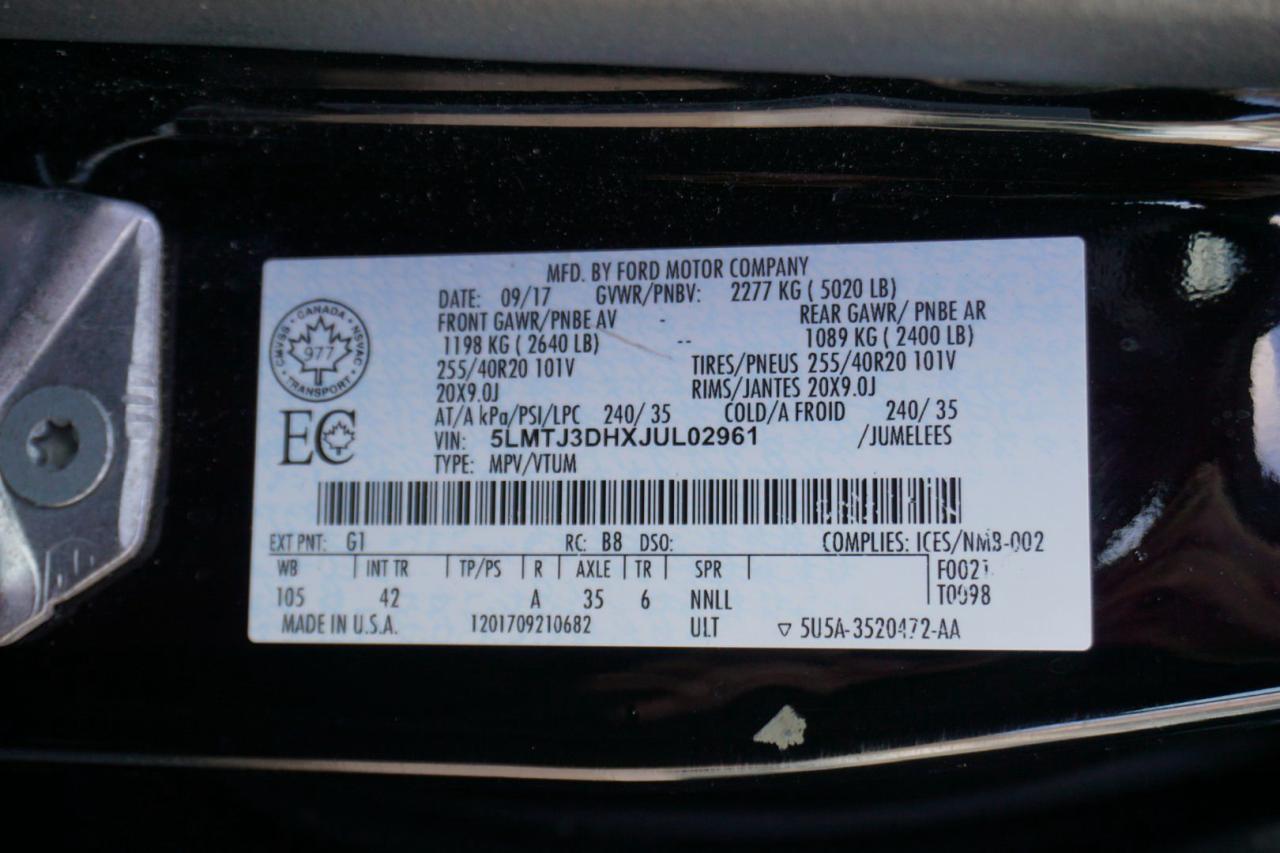 MFD. BY FORD MOTOR COMPANY
DATE: 09/17 GVWR/PNBV: 2277 KG ( 5020 LB)
FRONT GAWR/PNBE AV - REAR GAWR/ PNBE AR
1198 KG ( 2640 LB) -- 1089 KG ( 2400 LB)
255/40R20 101V TIRES/PNEUS 255/40R20 101V
20X9.0J RIMS/JANTES 20X9.0J
AT/A kPa/PSI/LPC 240/ 35 COLD/A FROID 240/ 35
VIN: 5LMTJ3DHXJUL02961 /JUMELEES
TYPE: MPV/VTUM
CANADA
CMVSS NSVAC
977
TRANSPORT
EC
EXT PNT: G1 RC: B8 DSO: COMPLIES: ICES/NMB-002
WB INT TR TP/PS R AXLE TR SPR F0021
105 42 A 35 6 NNLL T0098
MADE IN U.S.A. 1201709210682 ULT ▽ 5U5A-3520472-AA